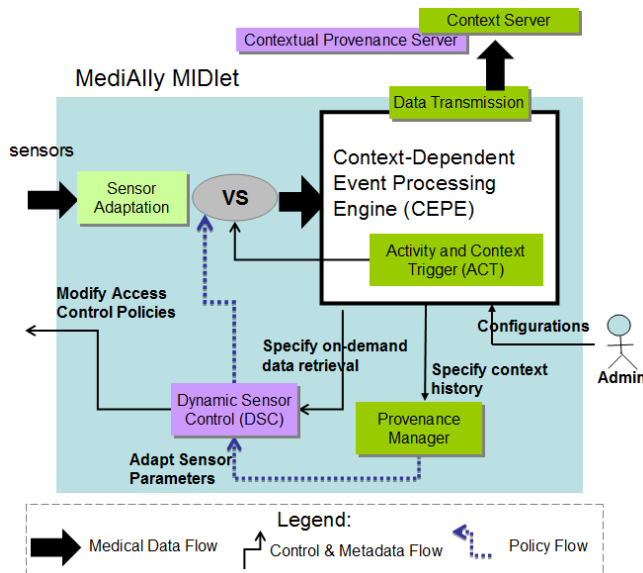 Context Server
Contextual Provenance Server
MediAlly MIDlet
Data Transmission
sensors
Sensor
Adaptation
VS
Context-Dependent
Event Processing
Engine (CEPE)
Activity and Context
Trigger (ACT)
Modify Access
Control Policies
Configurations
Specify on-demand
data retrieval
Specify context
history
Admin
Dynamic Sensor
Control (DSC)
Provenance
Manager
Adapt Sensor
Parameters
Legend:
Medical Data Flow
Control & Metadata Flow
Policy Flow